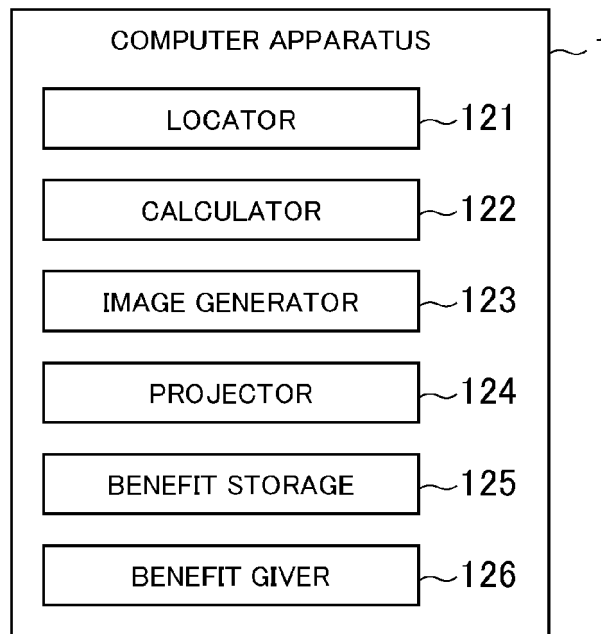 COMPUTER APPARATUS
LOCATOR 121
CALCULATOR 122
IMAGE GENERATOR 123
PROJECTOR 124
BENEFIT STORAGE 125
BENEFIT GIVER 126